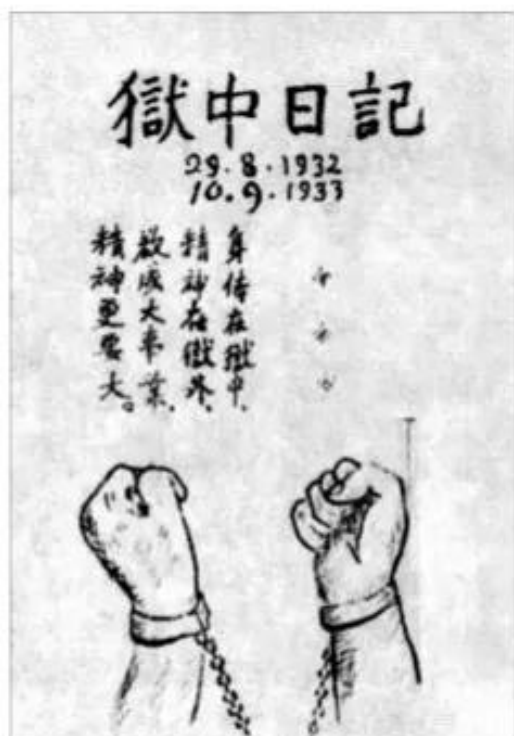 獄中日記
29.8.1932
10.9.1933
身体在獄中、
精神在獄外、
欲成大事業、
精神更要大。